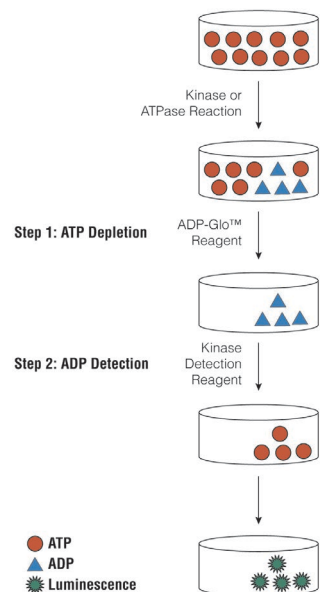 Kinase or
ATPase Reaction
Step 1: ATP Depletion
ADP-Glo™
Reagent
Step 2: ADP Detection
Kinase
Detection
Reagent
ATP
ADP
Luminescence